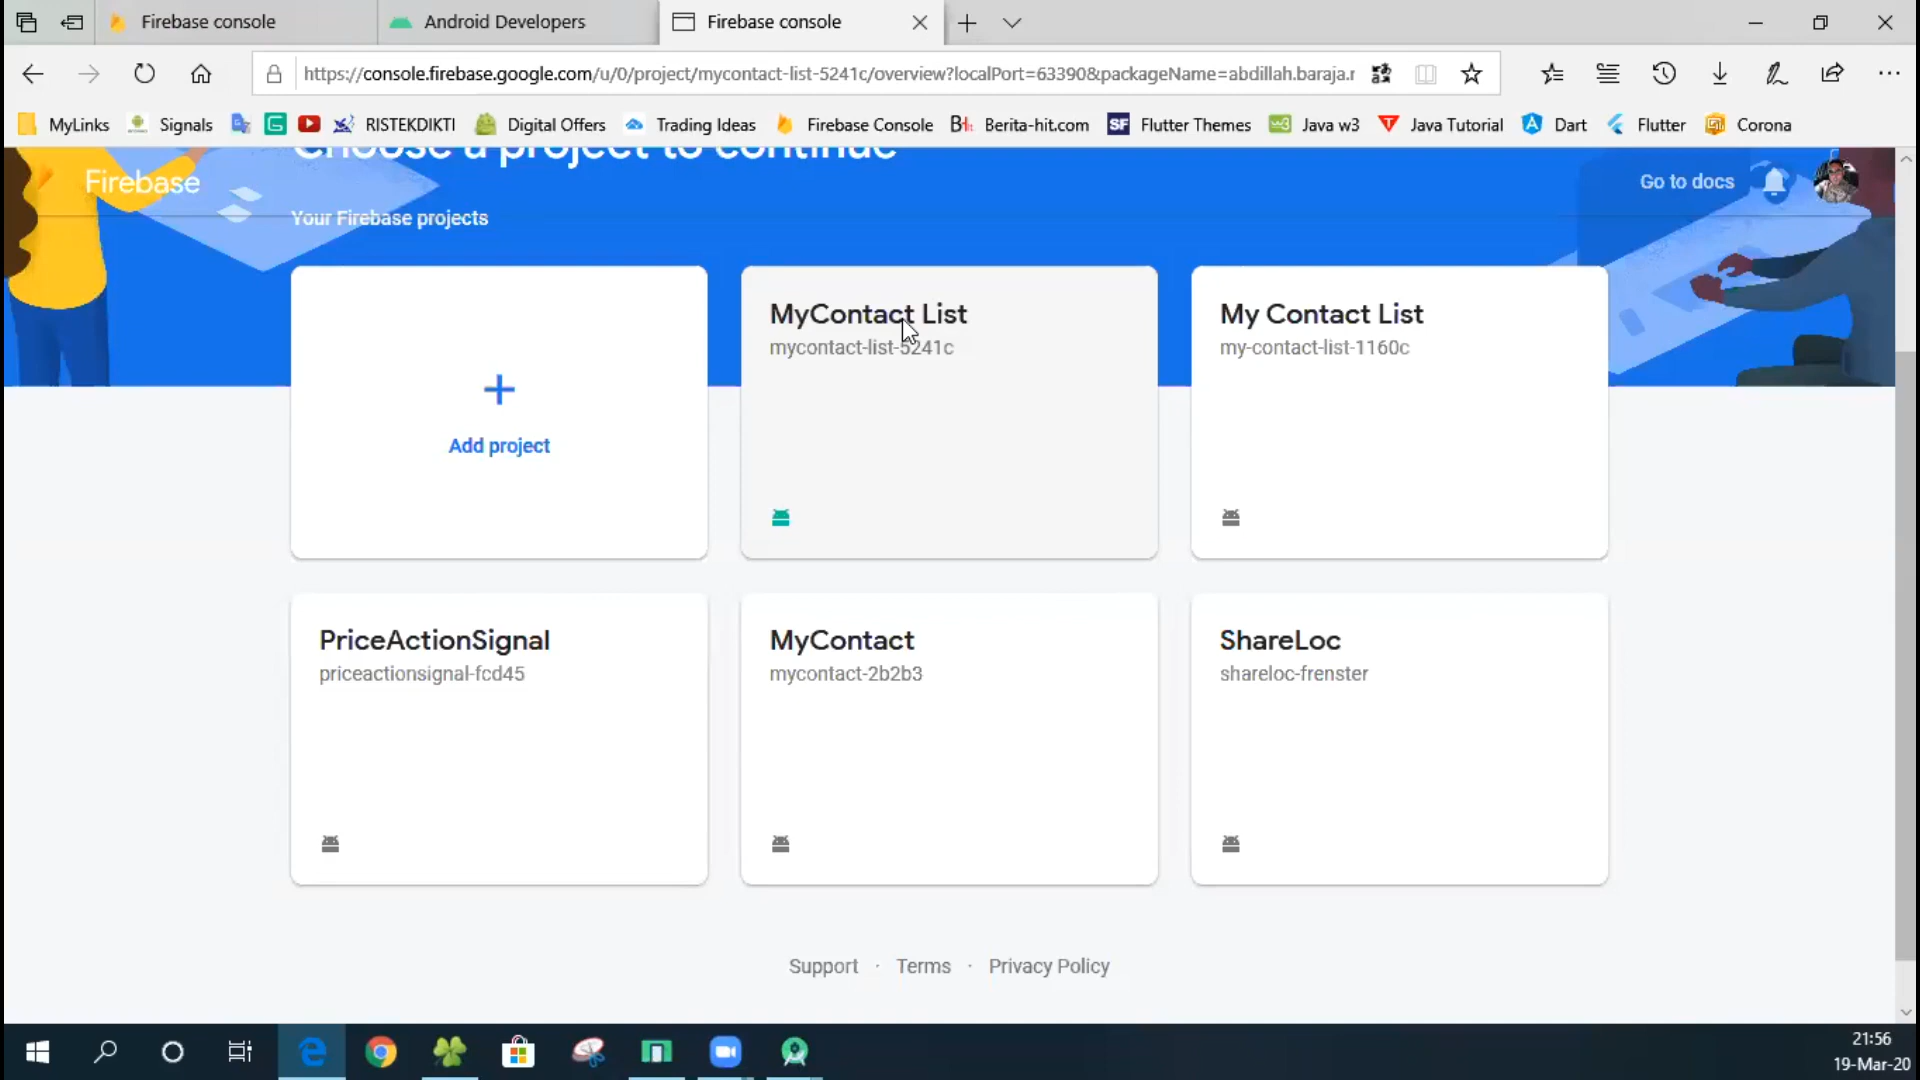 Firebase console
Android Developers
Firebase console
https://console.firebase.google.com/u/0/project/mycontact-list-5241c/overview?localPort=63390&packageName=abdillah.baraja.r
MyLinks
Signals
RISTEKDIKTI
Digital Offers
Trading Ideas
Firebase Console
Berita-hit.com
Flutter Themes
Java w3
Java Tutorial
Dart
Flutter
Corona
Choose a project to continue
Firebase
Go to docs
Your Firebase projects
MyContact List
mycontact-list-5241c
My Contact List
my-contact-list-1160c
Add project
PriceActionSignal
priceactionsignal-fcd45
MyContact
mycontact-2b2b3
ShareLoc
shareloc-frenster
Support · Terms · Privacy Policy
21:56
19-Mar-20